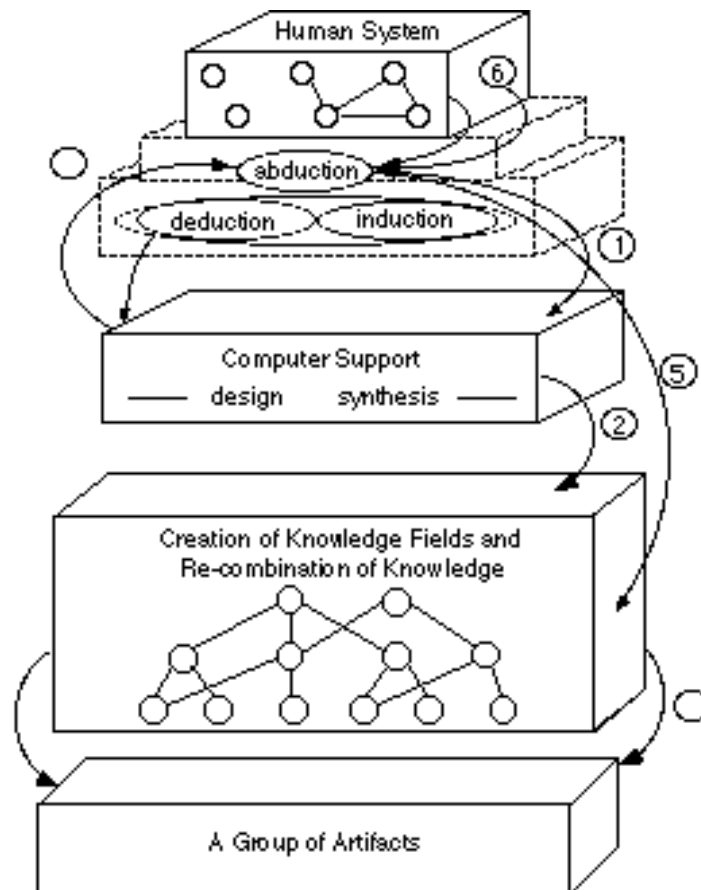 Human System
6
abduction
deduction
induction
1
Computer Support
design synthesis
5
2
Creation of Knowledge Fields and
Re-combination of Knowledge
A Group of Artifacts